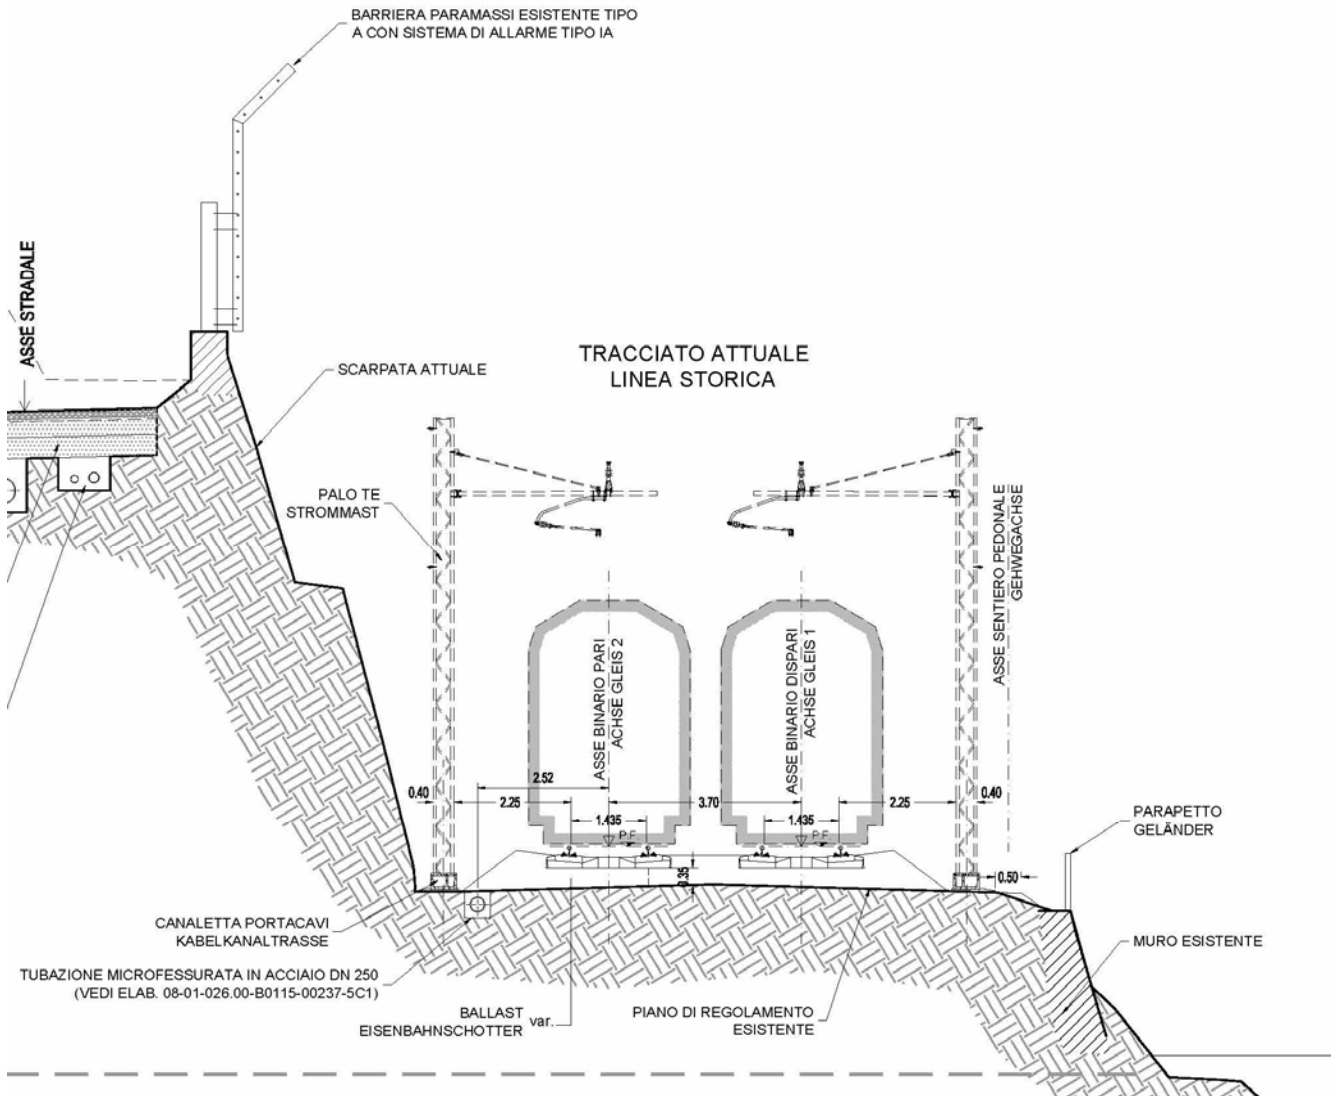 BARRIERA PARAMASSI ESISTENTE TIPO
A CON SISTEMA DI ALLARME TIPO IA
ASSE STRADALE
TRACCIATO ATTUALE
LINEA STORICA
SCARPATA ATTUALE
PALO TE
STROMMAST
ASSE SENTIERO PEDONALE
GEHWEGACHSE
ASSE BINARIO PARI
ACHSE GLEIS 2
ASSE BINARIO DISPARI
ACHSE GLEIS 1
2.52
0.40
2.25
3.70
2.25
0.40
1.435
1.435
P.F.
P.F.
0.35
0.50
PARAPETTO
GELÄNDER
CANALETTA PORTACAVI
KABELKANALTRASSE
MURO ESISTENTE
TUBAZIONE MICROFESSURATA IN ACCIAIO DN 250
(VEDI ELAB. 08-01-026.00-B0115-00237-5C1)
BALLAST
EISENBAHNSCHOTTER
var.
PIANO DI REGOLAMENTO
ESISTENTE